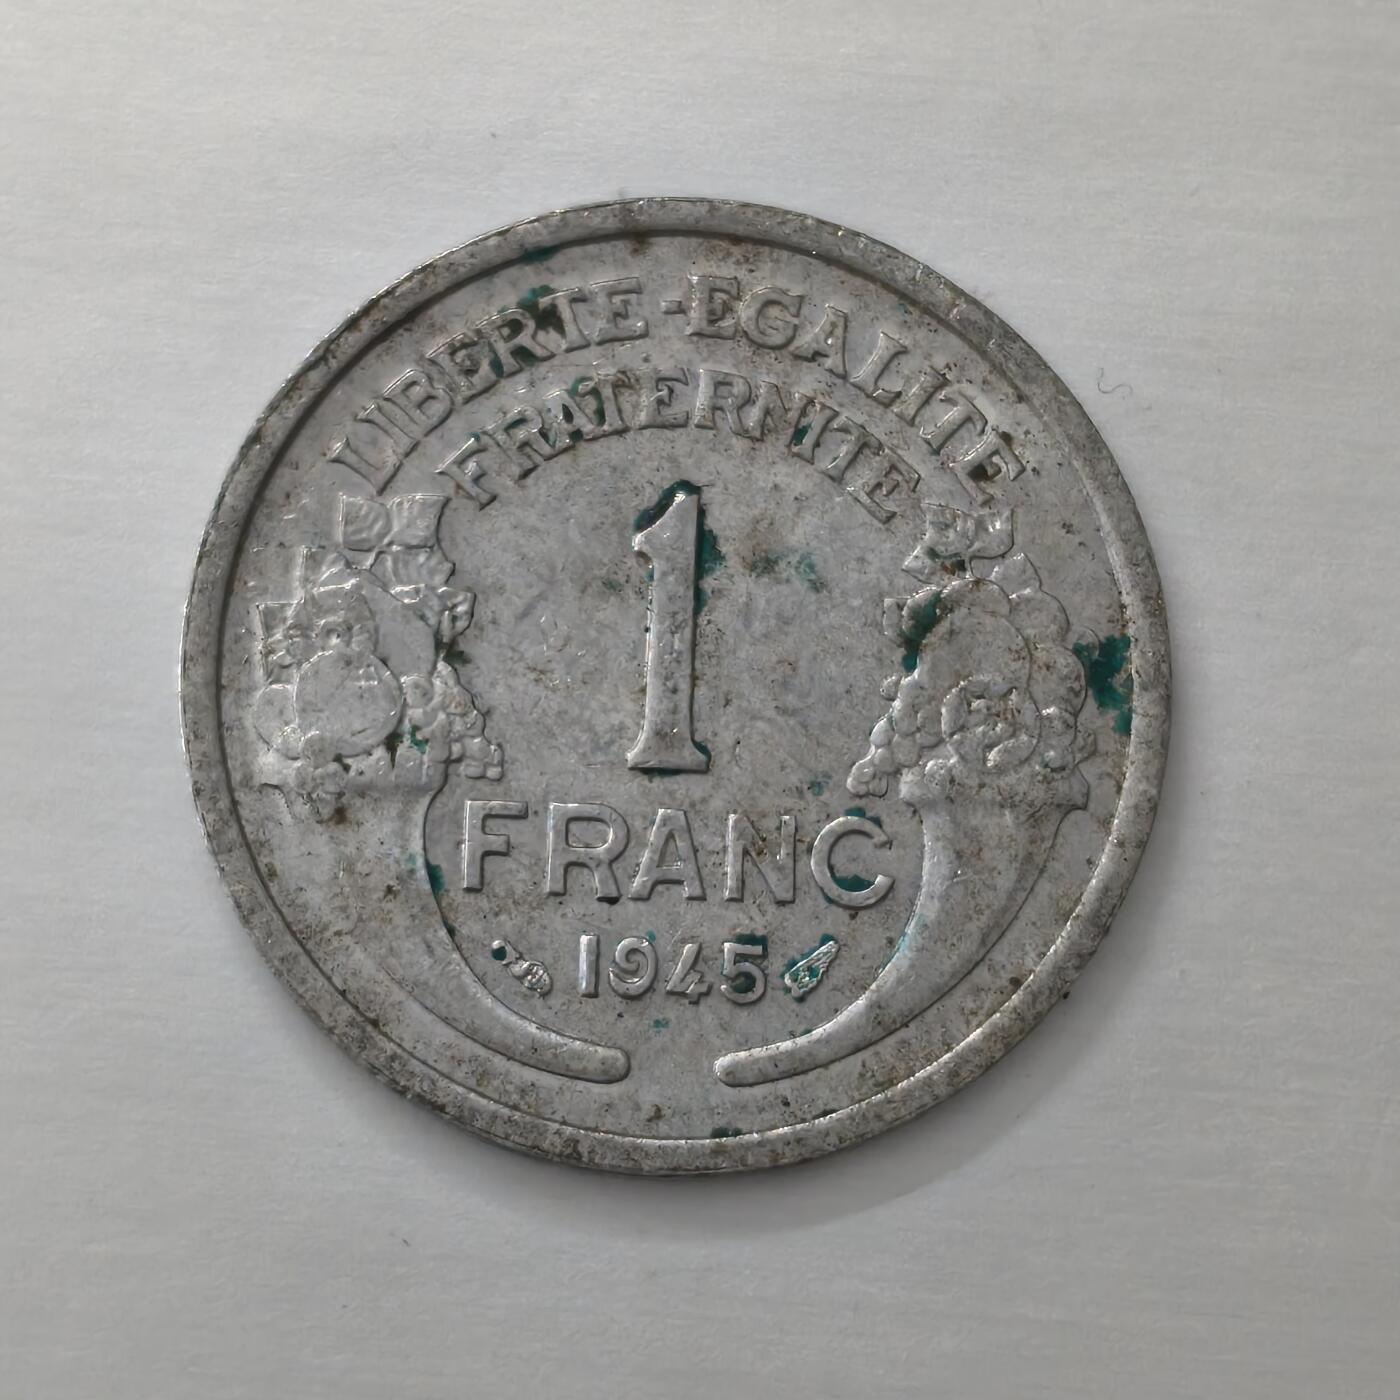 LIBERTE-EGALITE
FRATERNITE
1
FRANC
1945